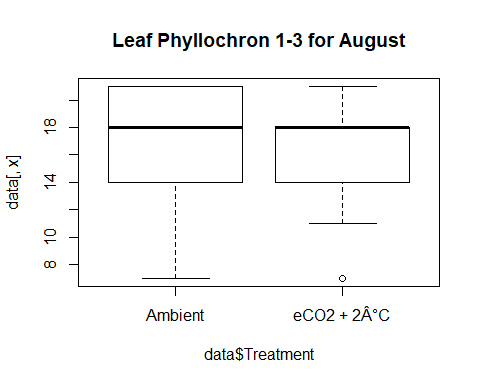 Leaf Phyllochron 1-3 for August
data[, x]
18
14
10
8
Ambient
eCO2 + 2Â°C
data$Treatment